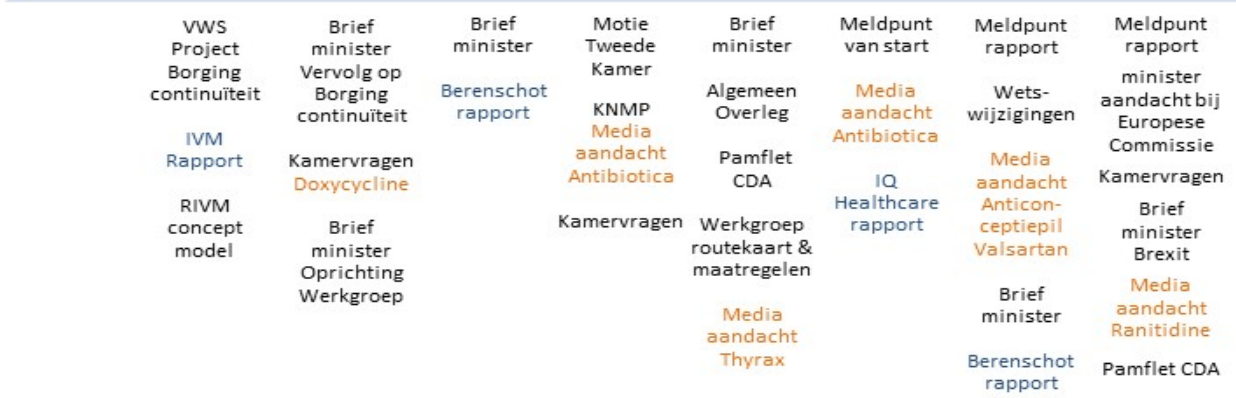 VWS
Project
Borging
continuïteit
IVM
Rapport
RIVM
concept
model
Brief
minister
Vervolg op
Borging
continuïteit
Kamervragen
Doxycycline
Brief
minister
Oprichting
Werkgroep
Brief
minister
Berenschot
rapport
Motie
Tweede
Kamer
KNMP
Media
aandacht
Antibiotica
Kamervragen
Brief
minister
Algemeen
Overleg
Pamflet
CDA
Werkgroep
routekaart &
maatregelen
Media
aandacht
Thyrax
Meldpunt
van start
Media
aandacht
Antibiotica
IQ
Healthcare
rapport
Meldpunt
rapport
Wets-
wijzigingen
Media
aandacht
Anticon-
ceptiepil
Valsartan
Brief
minister
Berenschot
rapport
Meldpunt
rapport
minister
aandacht bij
Europese
Commissie
Kamervragen
Brief
minister
Brexit
Media
aandacht
Ranitidine
Pamflet CDA